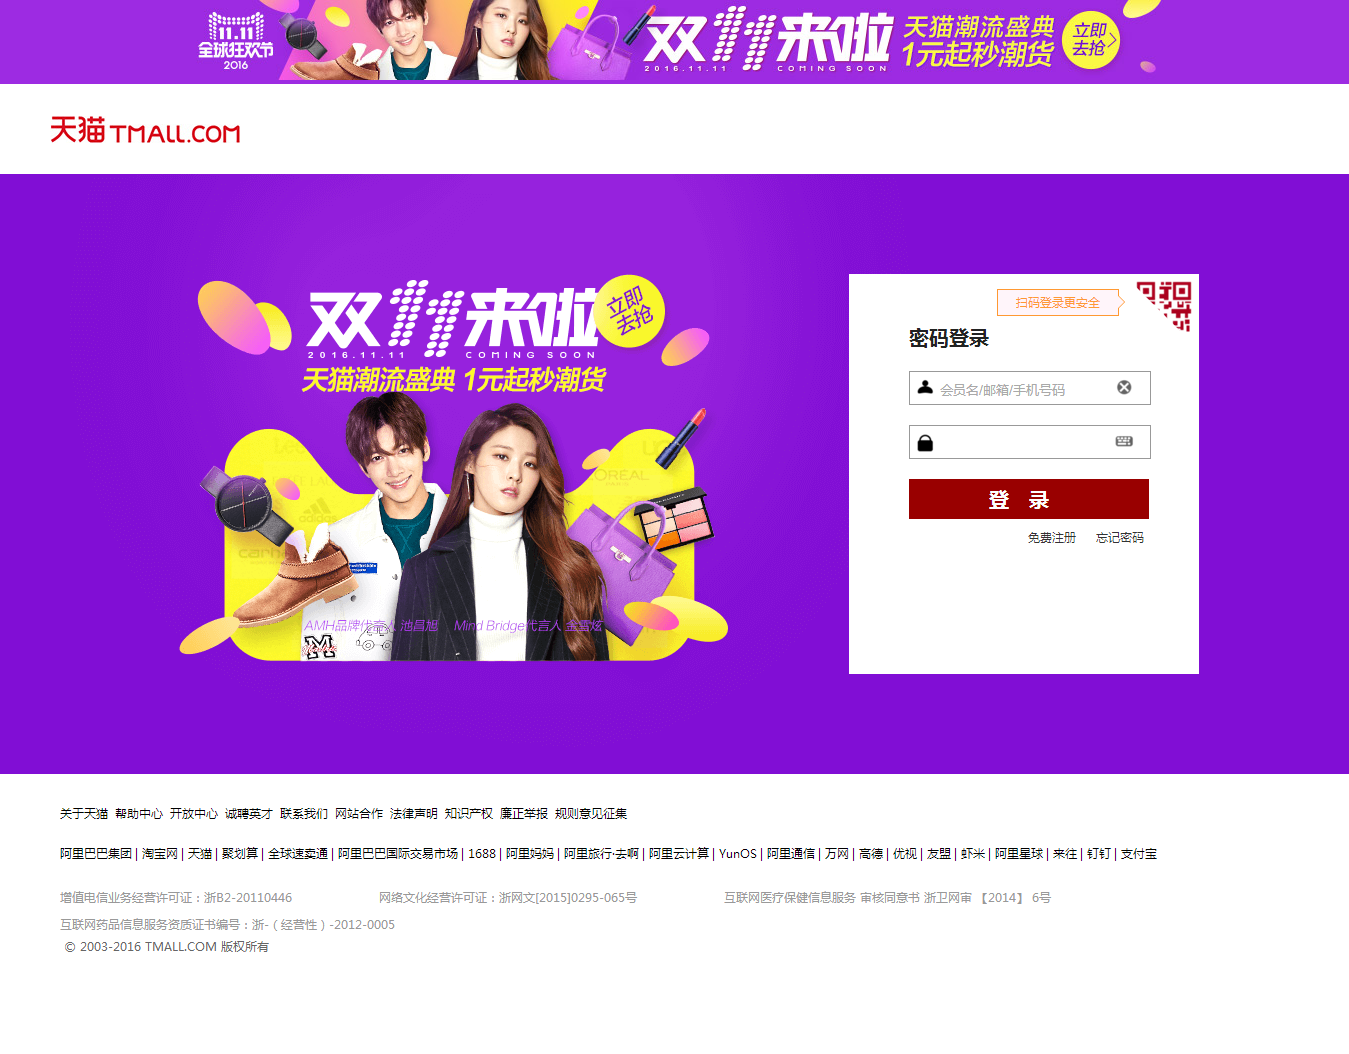 11.11
全球狂欢节
2016
双11来啦
2016.11.11 COMING SOON
天猫潮流盛典
1元起秒潮货
立即
去抢
天猫 TMALL.COM
双11来啦
2016.11.11 COMING SOON
立即
去抢
天猫潮流盛典 1元起秒潮货
adidas
AMH品牌代言人 池昌旭 Mind Bridge代言人 金雪炫
扫码登录更安全
密码登录
会员名/邮箱/手机号码
登 录
免费注册 忘记密码
关于天猫 帮助中心 开放中心 诚聘英才 联系我们 网站合作 法律声明 知识产权 廉正举报 规则意见征集
阿里巴巴集团 | 淘宝网 | 天猫 | 聚划算 | 全球速卖通 | 阿里巴巴国际交易市场 | 1688 | 阿里妈妈 | 阿里旅行·去啊 | 阿里云计算 | YunOS | 阿里通信 | 万网 | 高德 | 优视 | 友盟 | 虾米 | 阿里星球 | 来往 | 钉钉 | 支付宝
增值电信业务经营许可证：浙B2-20110446 网络文化经营许可证：浙网文[2015]0295-065号 互联网医疗保健信息服务 审核同意书 浙卫网审 【2014】 6号
互联网药品信息服务资质证书编号：浙-（经营性）-2012-0005
© 2003-2016 TMALL.COM 版权所有